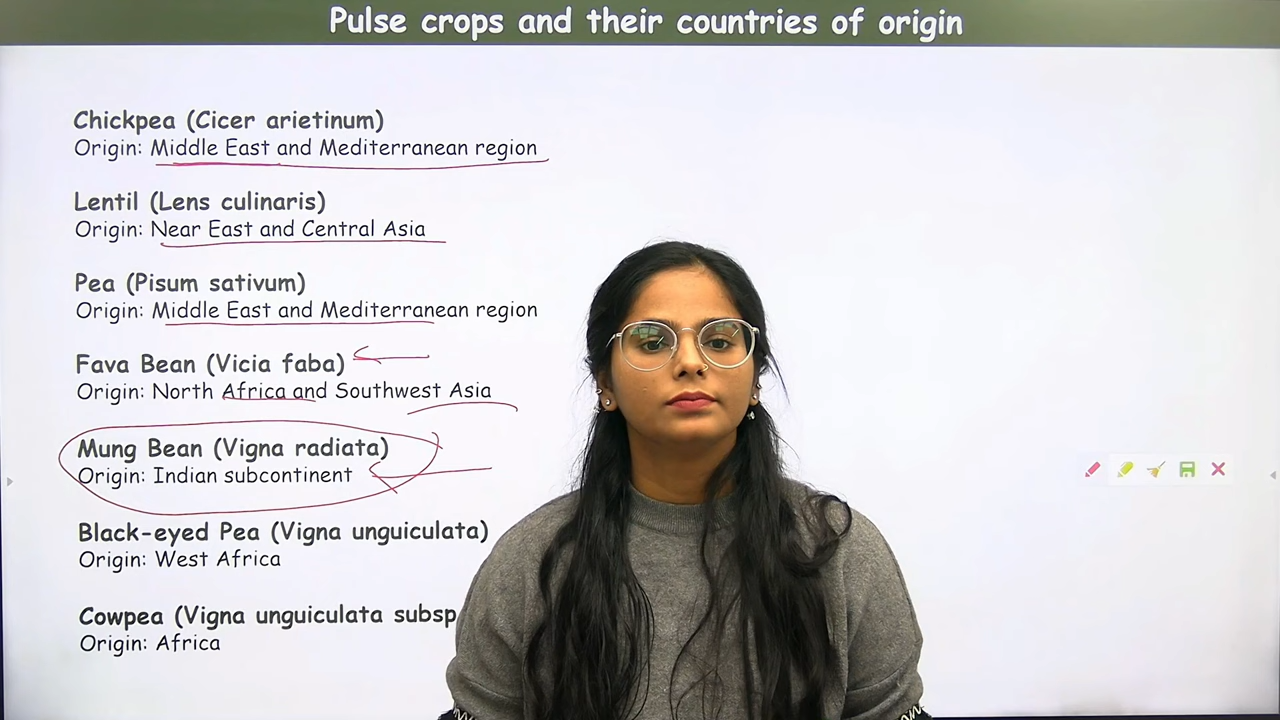 Pulse crops and their countries of origin
Chickpea (Cicer arietinum)
Origin: Middle East and Mediterranean region
Lentil (Lens culinaris)
Origin: Near East and Central Asia
Pea (Pisum sativum)
Origin: Middle East and Mediterranean region
Fava Bean (Vicia faba)
Origin: North Africa and Southwest Asia
Mung Bean (Vigna radiata)
Origin: Indian subcontinent
Black-eyed Pea (Vigna unguiculata)
Origin: West Africa
Cowpea (Vigna unguiculata subsp
Origin: Africa